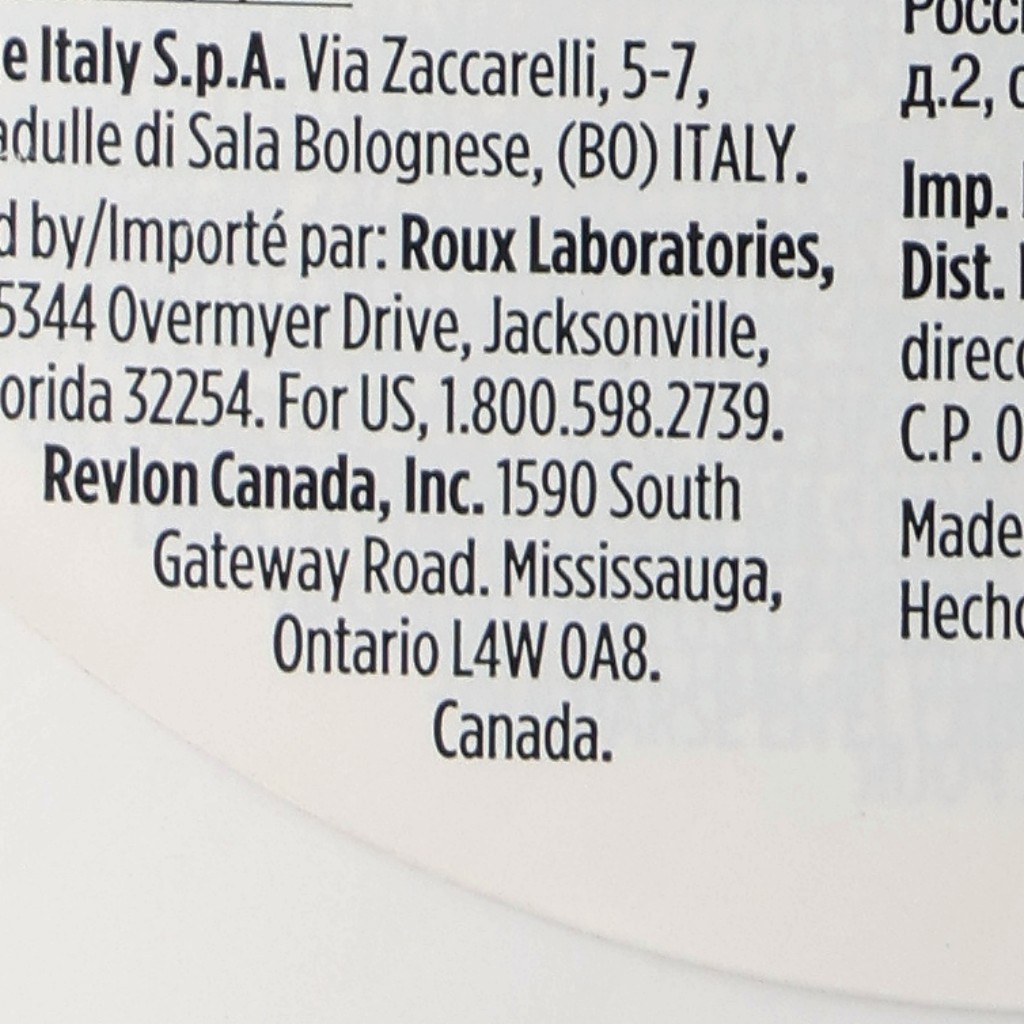 e Italy S.p.A. Via Zaccarelli, 5-7,
adulle di Sala Bolognese, (BO) ITALY.
d by/Importé par: Roux Laboratories,
5344 Overmyer Drive, Jacksonville,
orida 32254. For US, 1.800.598.2739.
Revlon Canada, Inc. 1590 South
Gateway Road. Mississauga,
Ontario L4W 0A8.
Canada.
Росси
д.2,
Imp.
Dist.
direcc
C.P. 0
Made
Hecho